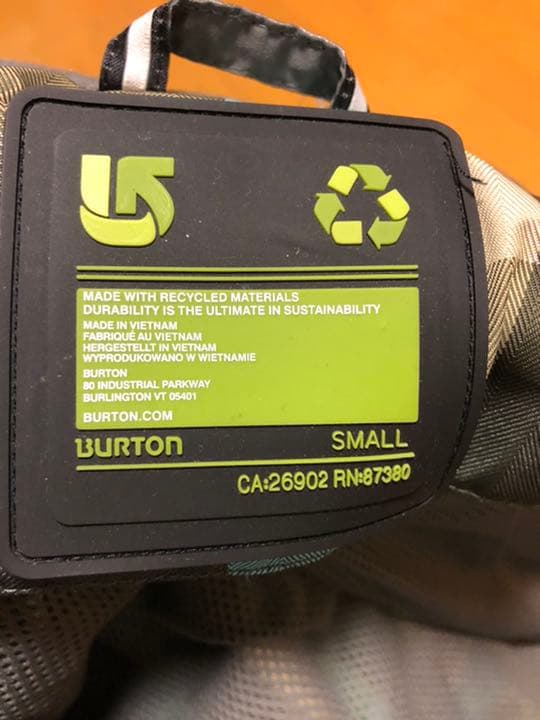 MADE WITH RECYCLED MATERIALS
DURABILITY IS THE ULTIMATE IN SUSTAINABILITY
MADE IN VIETNAM
FABRIQUÉ AU VIETNAM
HERGESTELLT IN VIETNAM
WYPRODUKOWANO W WIETNAMIE
BURTON
80 INDUSTRIAL PARKWAY
BURLINGTON VT 05401
BURTON.COM
BURTON SMALL
CA:26902 RN:87380